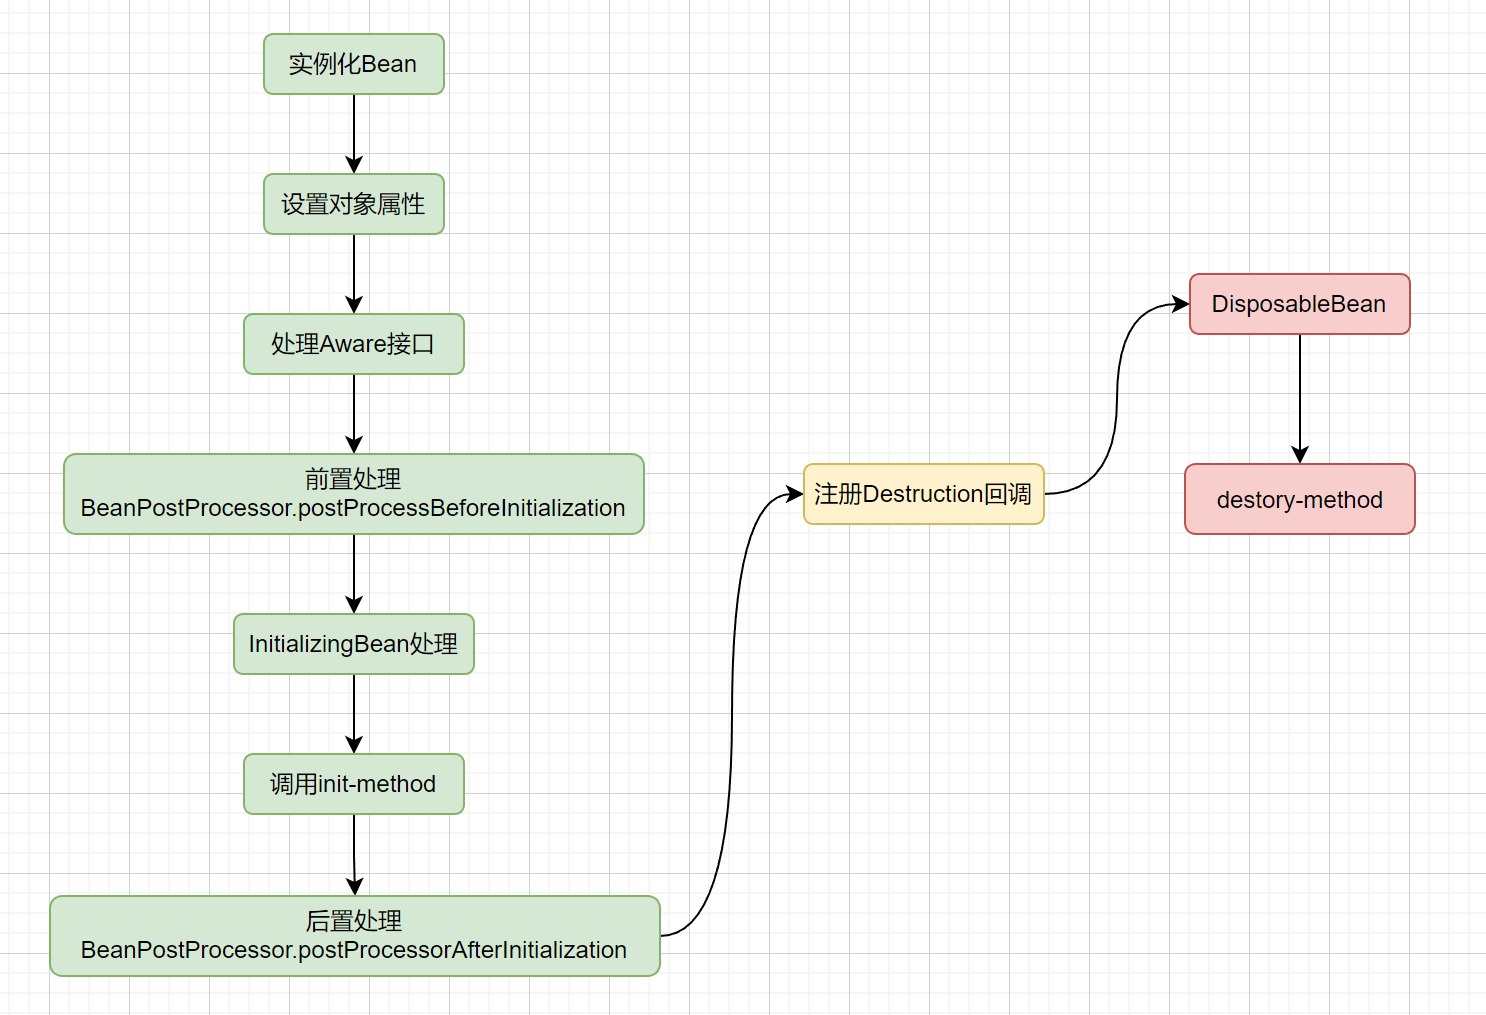 实例化Bean
设置对象属性
处理Aware接口
前置处理
BeanPostProcessor.postProcessBeforeInitialization
InitializingBean处理
调用init-method
后置处理
BeanPostProcessor.postProcessorAfterInitialization
注册Destruction回调
DisposableBean
destory-method